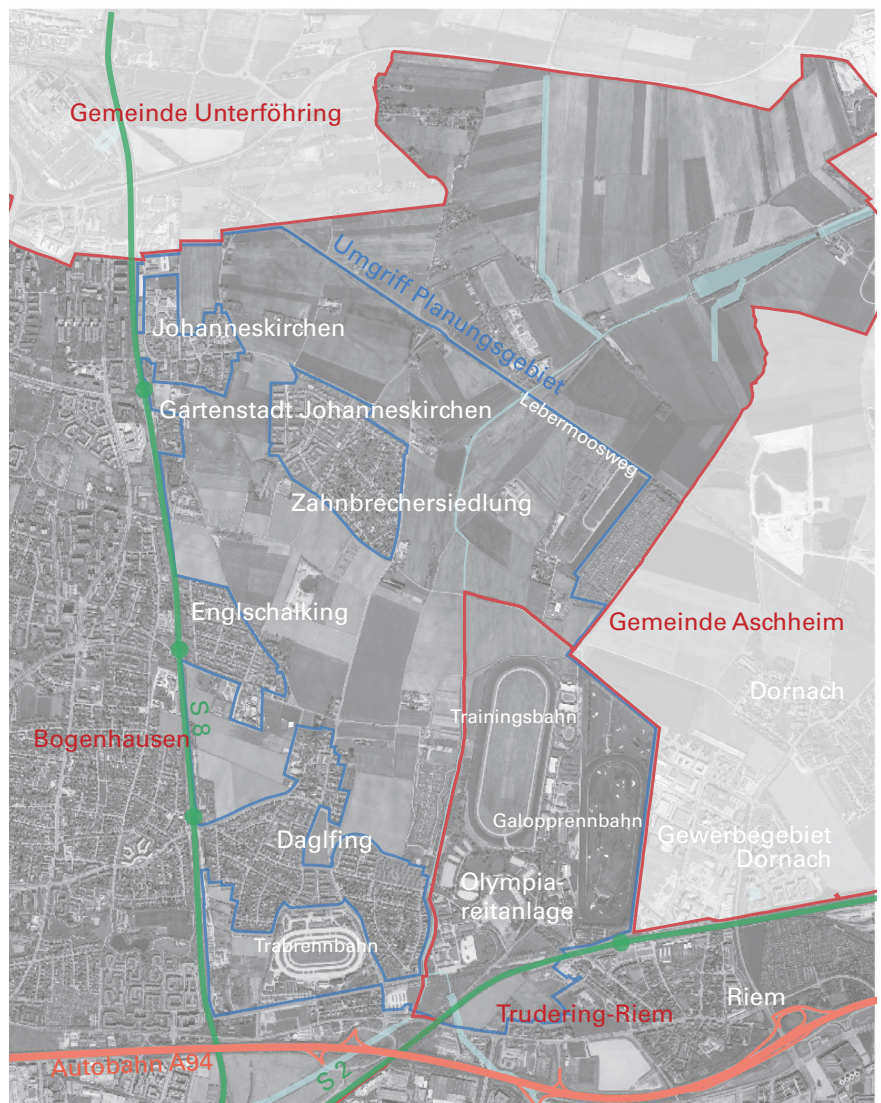 Gemeinde Unterföhring
Umgriff Planungsgebiet
Johanneskirchen
Gartenstadt Johanneskirchen
Lebermoosweg
Zahnbrechersiedlung
Englschalking
Gemeinde Aschheim
Dornach
S 8
Trainingsbahn
Bogenhausen
Galopprennbahn
Daglfing
Gewerbegebiet
Dornach
Olympia-
reitanlage
Trabrennbahn
Riem
Trudering-Riem
Autobahn A94
S 2